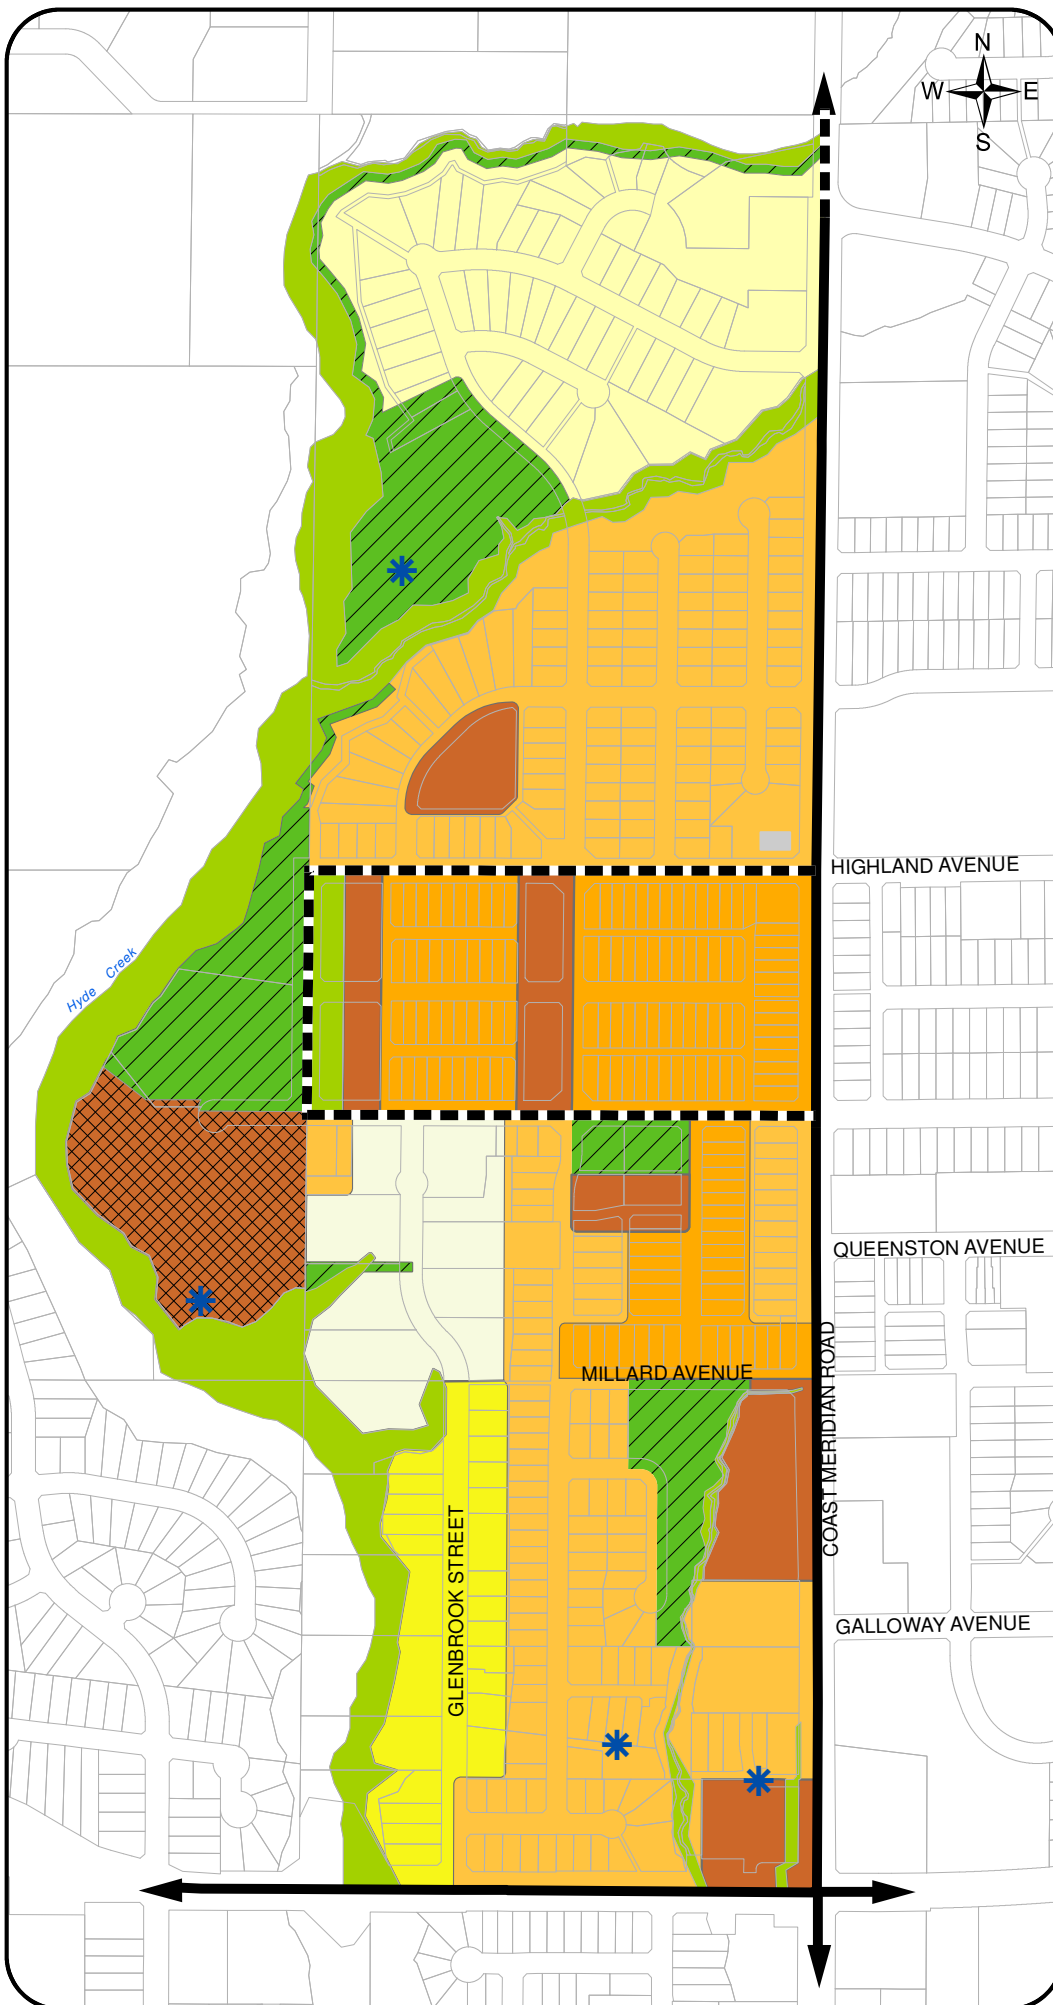 N
W E
S
HIGHLAND AVENUE
Hyde Creek
QUEENSTON AVENUE
MILLARD AVENUE
COAST MERIDIAN ROAD
GLENBROOK STREET
GALLOWAY AVENUE